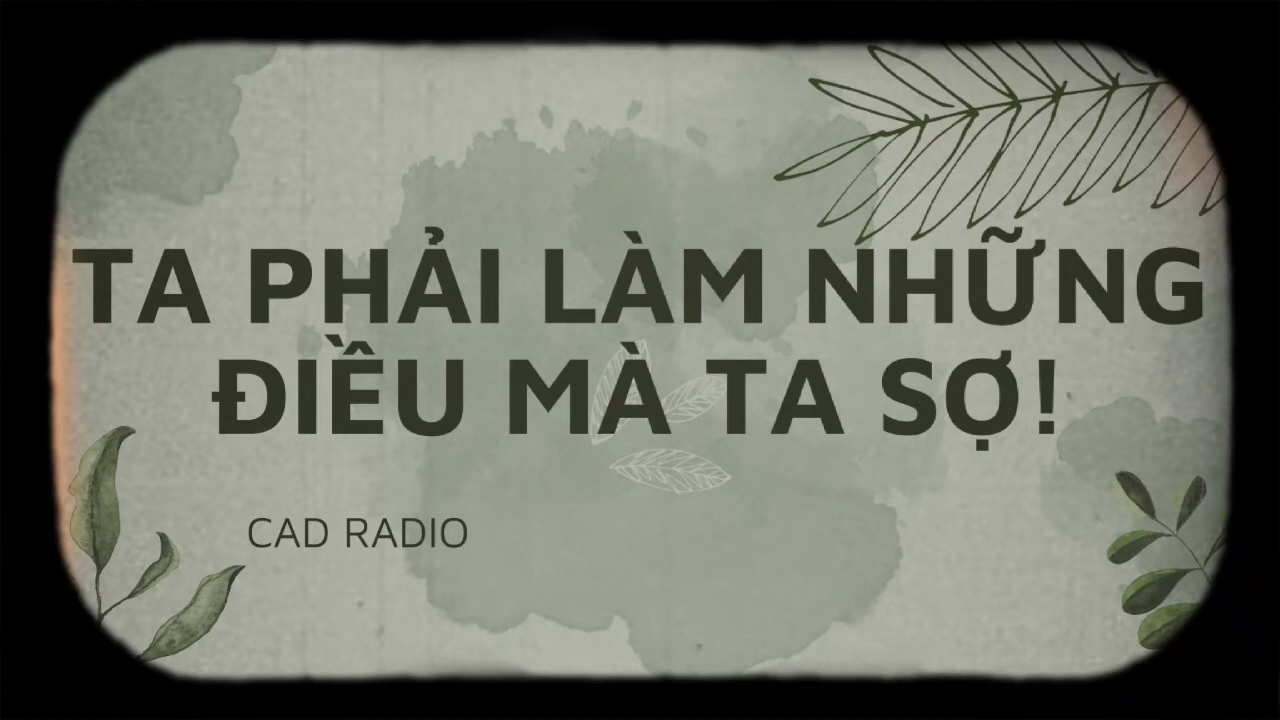 TA PHẢI LÀM NHỮNG
ĐIỀU MÀ TA SỢ!
CAD RADIO